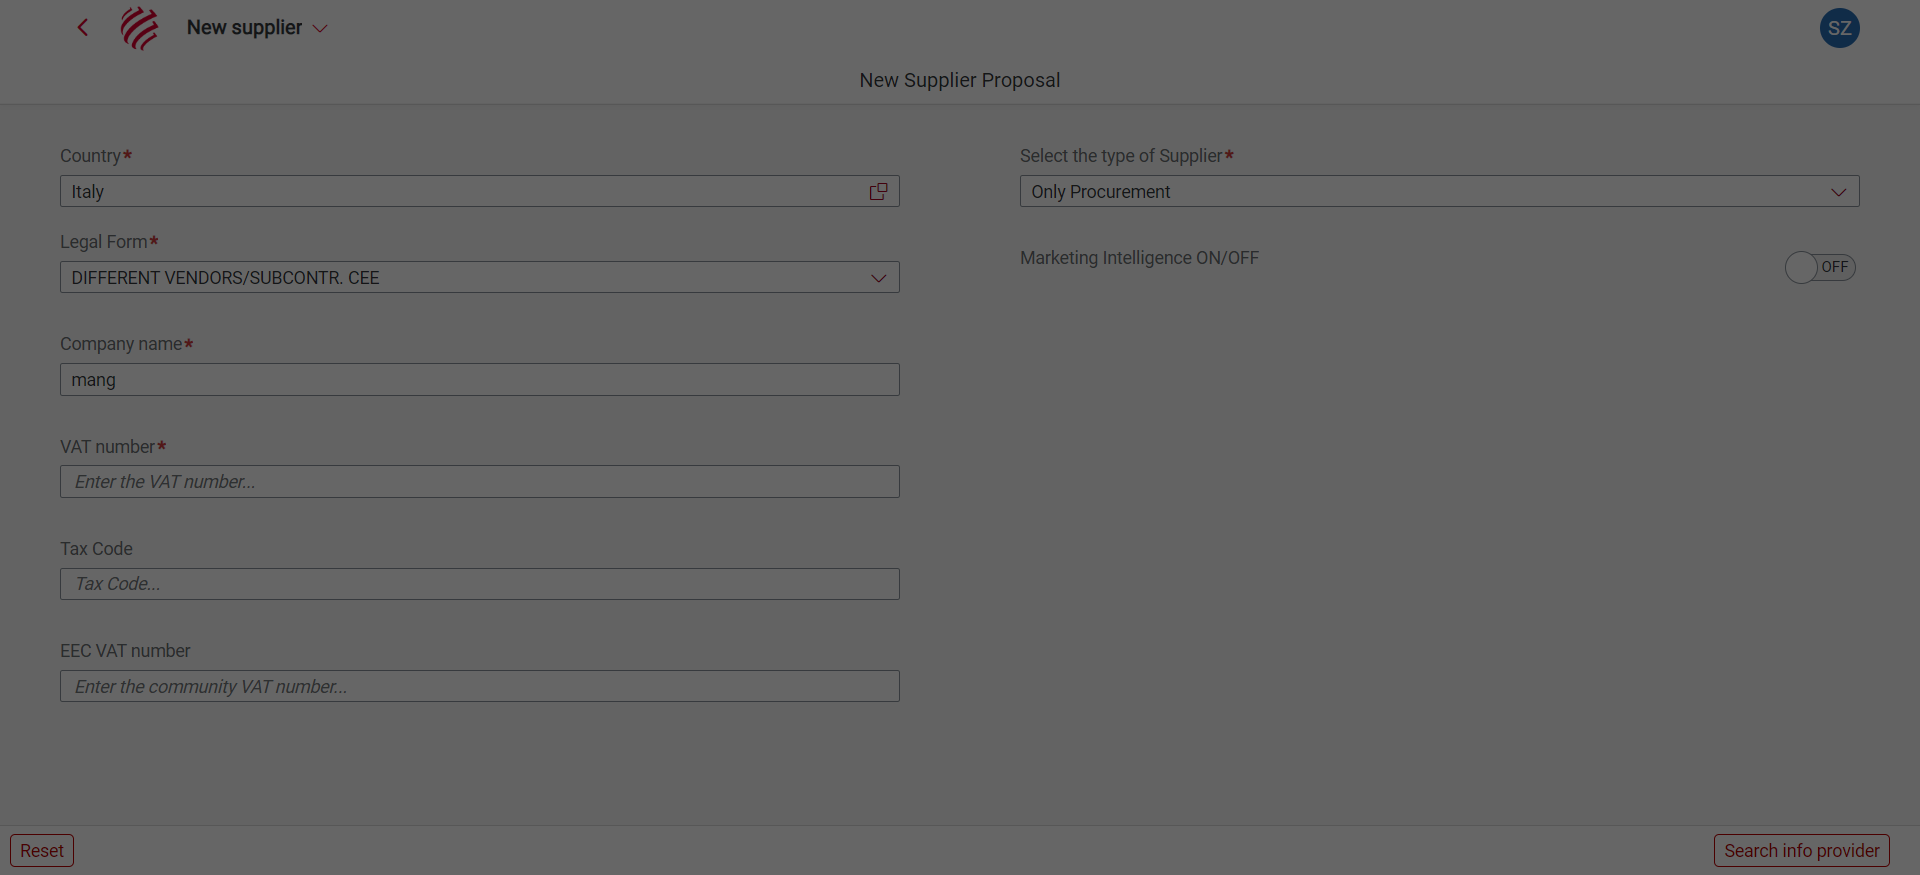 New supplier
SZ
New Supplier Proposal
Country*
Italy
Legal Form*
DIFFERENT VENDORS/SUBCONTR. CEE
Company name*
mang
VAT number*
Enter the VAT number...
Tax Code
Tax Code...
EEC VAT number
Enter the community VAT number...
Select the type of Supplier*
Only Procurement
Marketing Intelligence ON/OFF
OFF
Reset
Search info provider